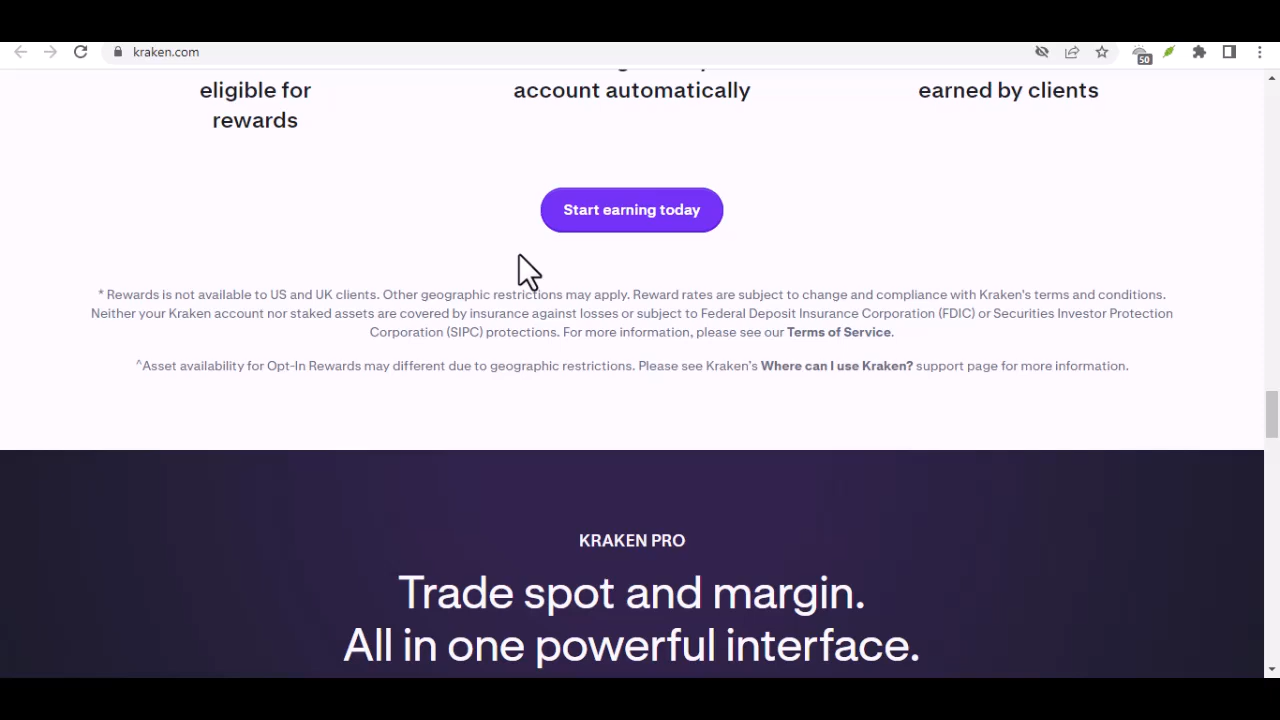 kraken.com
50
eligible for
account automatically
earned by clients
rewards
Start earning today
* Rewards is not available to US and UK clients. Other geographic restrictions may apply. Reward rates are subject to change and compliance with Kraken's terms and conditions.
Neither your Kraken account nor staked assets are covered by insurance against losses or subject to Federal Deposit Insurance Corporation (FDIC) or Securities Investor Protection
Corporation (SIPC) protections. For more information, please see our Terms of Service.
^Asset availability for Opt-In Rewards may different due to geographic restrictions. Please see Kraken's Where can I use Kraken? support page for more information.
KRAKEN PRO
Trade spot and margin.
All in one powerful interface.